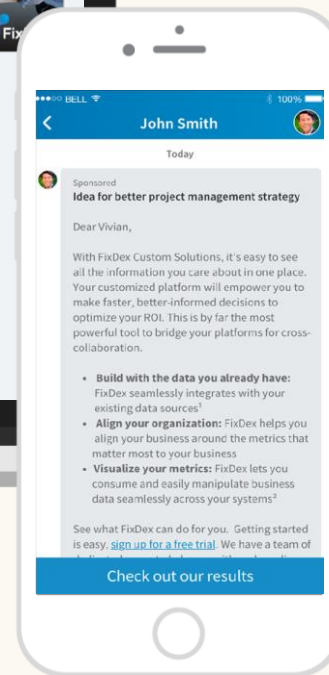 Fix
BELL
100%
John Smith
Today
Sponsored
Idea for better project management strategy
Dear Vivian,
With FixDex Custom Solutions, it's easy to see
all the information you care about in one place.
Your customized platform will empower you to
make faster, better-informed decisions to
optimize your ROI. This is by far the most
powerful tool to bridge your platforms for cross-
collaboration.
• Build with the data you already have:
FixDex seamlessly integrates with your
existing data sources¹
• Align your organization: FixDex helps you
align your business around the metrics that
matter most to your business
• Visualize your metrics: FixDex lets you
consume and easily manipulate business
data seamlessly across your systems²
See what FixDex can do for you. Getting started
is easy, sign up for a free trial. We have a team of
Check out our results